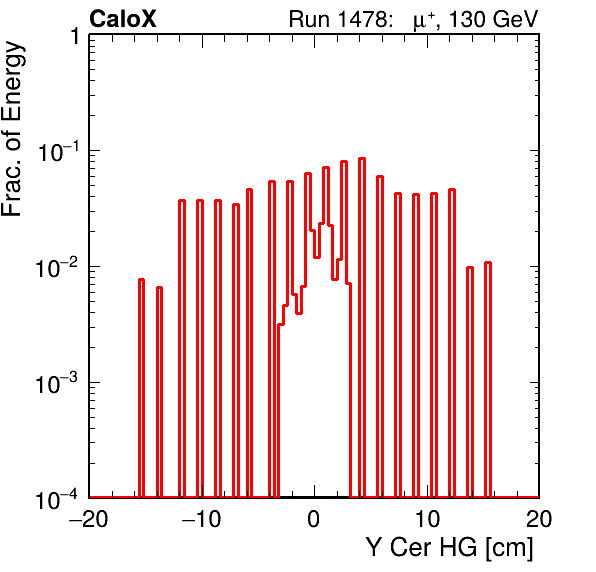 CaloX Run 1478: μ⁺, 130 GeV
Frac. of Energy
1
10⁻¹
10⁻²
10⁻³
10⁻⁴
−20 −10 0 10 20
Y Cer HG [cm]